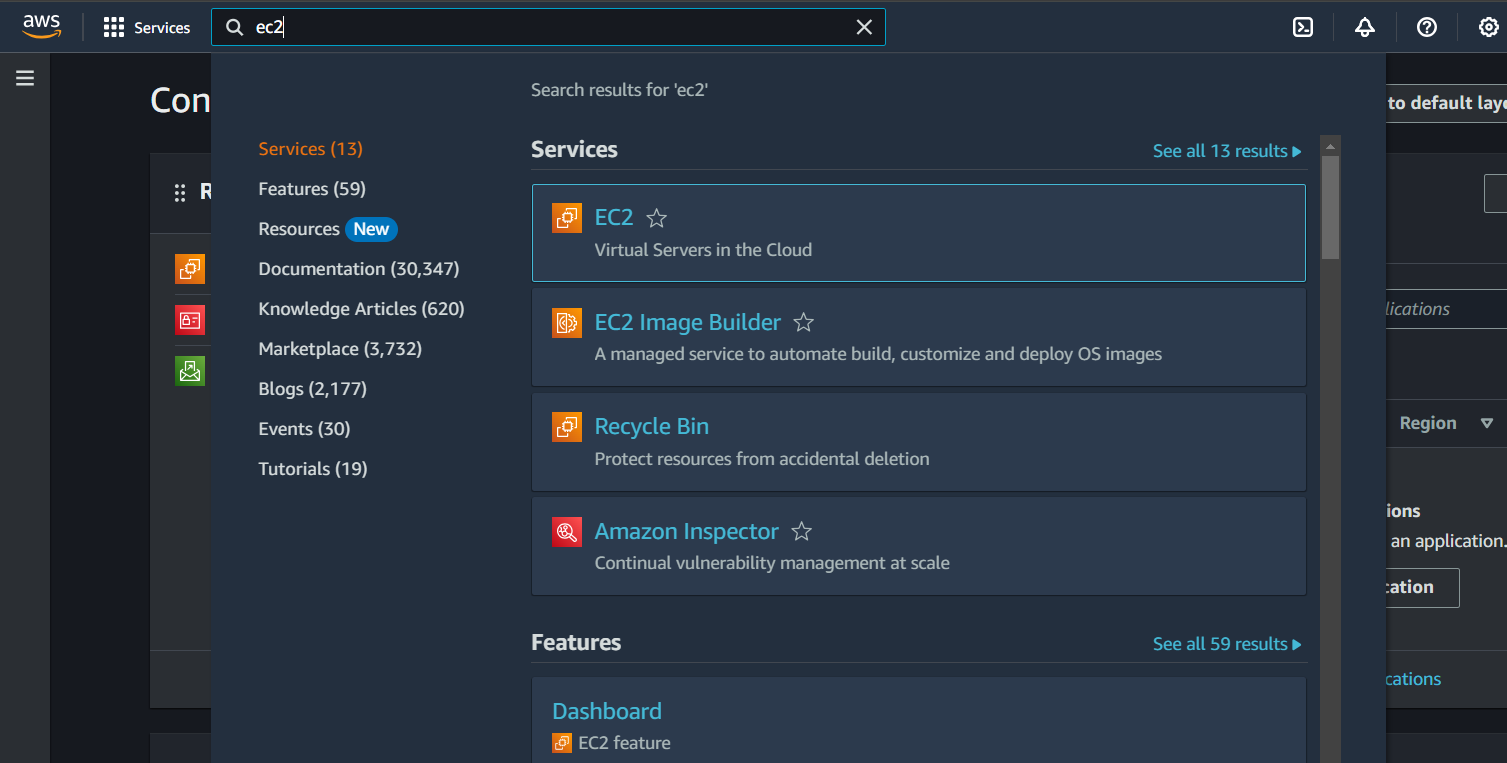 aws
Services
ec2
Con
to default layo
Search results for 'ec2'
Services (13)
Features (59)
Resources New
Documentation (30,347)
Knowledge Articles (620)
Marketplace (3,732)
Blogs (2,177)
Events (30)
Tutorials (19)
Services
See all 13 results
EC2
Virtual Servers in the Cloud
EC2 Image Builder
A managed service to automate build, customize and deploy OS images
Recycle Bin
Protect resources from accidental deletion
Amazon Inspector
Continual vulnerability management at scale
Features
See all 59 results
Dashboard
EC2 feature
R
lications
Region
ions
an application.
cation
cations